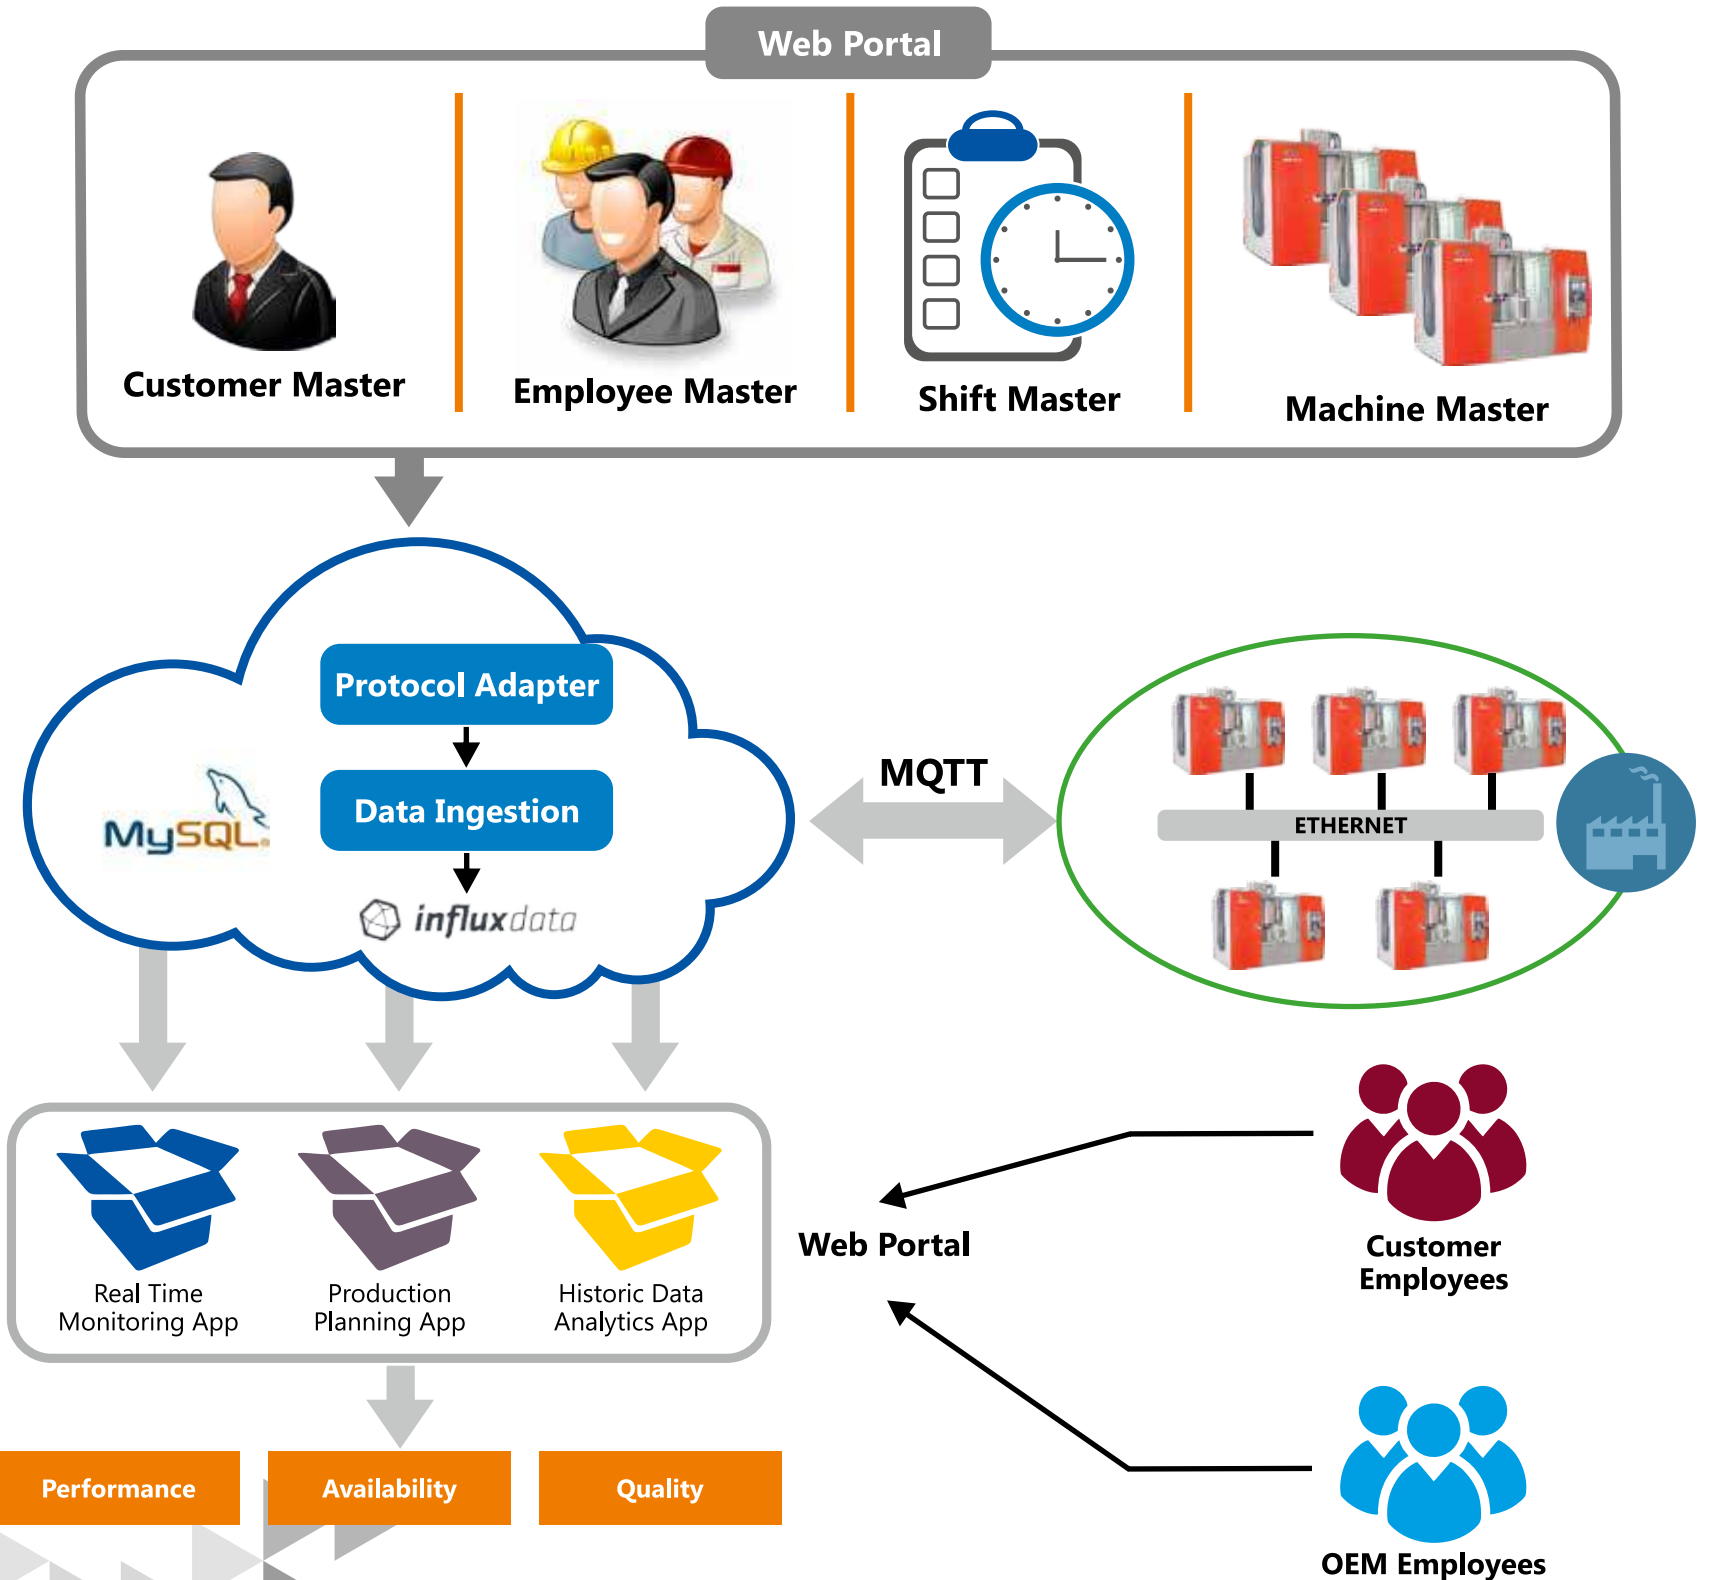 Web Portal
Customer Master
Employee Master
Shift Master
Machine Master
Protocol Adapter
Data Ingestion
MySQL
influxdata
MQTT
ETHERNET
Real Time
Monitoring App
Production
Planning App
Historic Data
Analytics App
Web Portal
Customer
Employees
Performance
Availability
Quality
OEM Employees